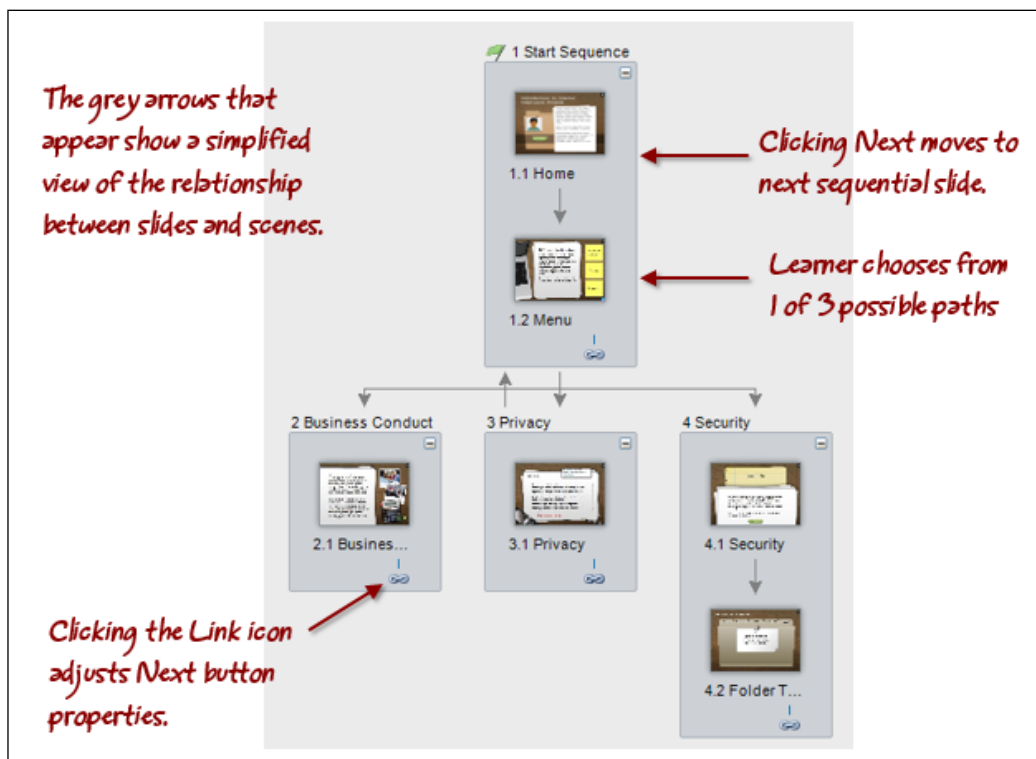 1 Start Sequence
The grey arrows that
appear show a simplified
view of the relationship
between slides and scenes.
Clicking Next moves to
next sequential slide.
1.1 Home
Learner chooses from
1 of 3 possible paths
1.2 Menu
2 Business Conduct
3 Privacy
4 Security
2.1 Busines...
3.1 Privacy
4.1 Security
Clicking the Link icon
adjusts Next button
properties.
4.2 Folder T...